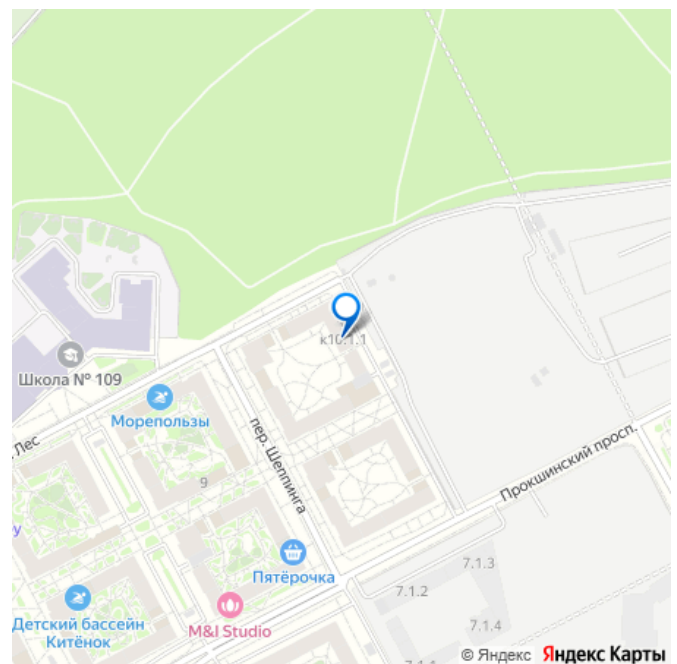 к10.1.1
Школа № 109
Морепользы
Лес
пер. Шеппинга
9
Прокшинский просп.
Пятёрочка
7.1.3
7.1.2
7.1.4
Детский бассейн
Китёнок
M&I Studio
© Яндекс Яндекс Карты